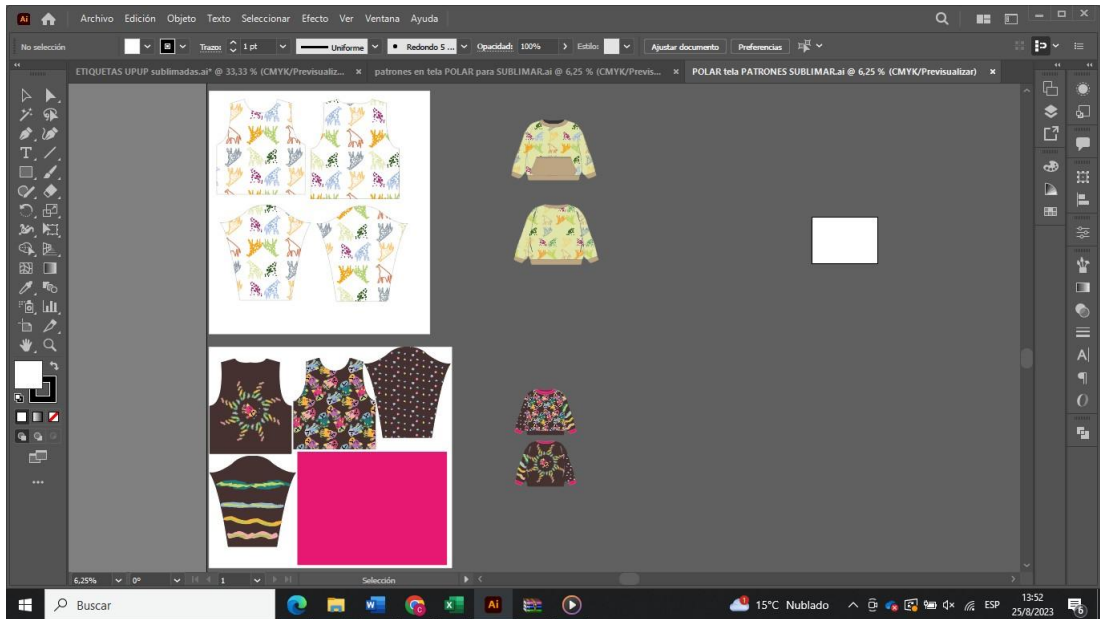 Ai Archivo Edición Objeto Texto Seleccionar Efecto Ver Ventana Ayuda
No selección Trazo: 1 pt Uniforme Redondo 5 ... Opacidad: 100% Estilo: Ajustar documento Preferencias
ETIQUETAS UPUP sublimadas.ai* @ 33,33 % (CMYK/Previsualiz... × patrones en tela POLAR para SUBLIMAR.ai @ 6,25 % (CMYK/Previs... × POLAR tela PATRONES SUBLIMAR.ai @ 6,25 % (CMYK/Previsualizar) ×
6,25% 0° 1 Selección
Buscar Ai 15°C Nublado ESP 13:52
25/8/2023 6